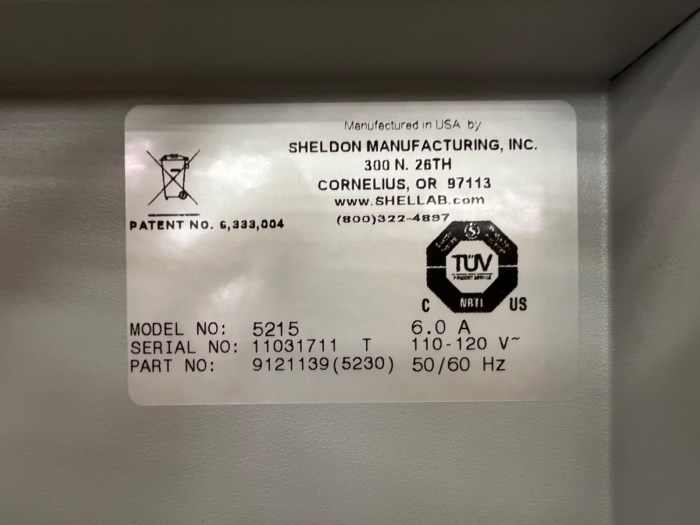 Manufactured in USA by
SHELDON MANUFACTURING, INC.
300 N. 26TH
CORNELIUS, OR 97113
www.SHELLAB.com
(800)322-4897
PATENT NO. 6,333,004
TÜV
PRODUCT SERVICE
C NRTL US
MODEL NO: 5215 6.0 A
SERIAL NO: 11031711 T 110-120 V~
PART NO: 9121139(5230) 50/60 Hz